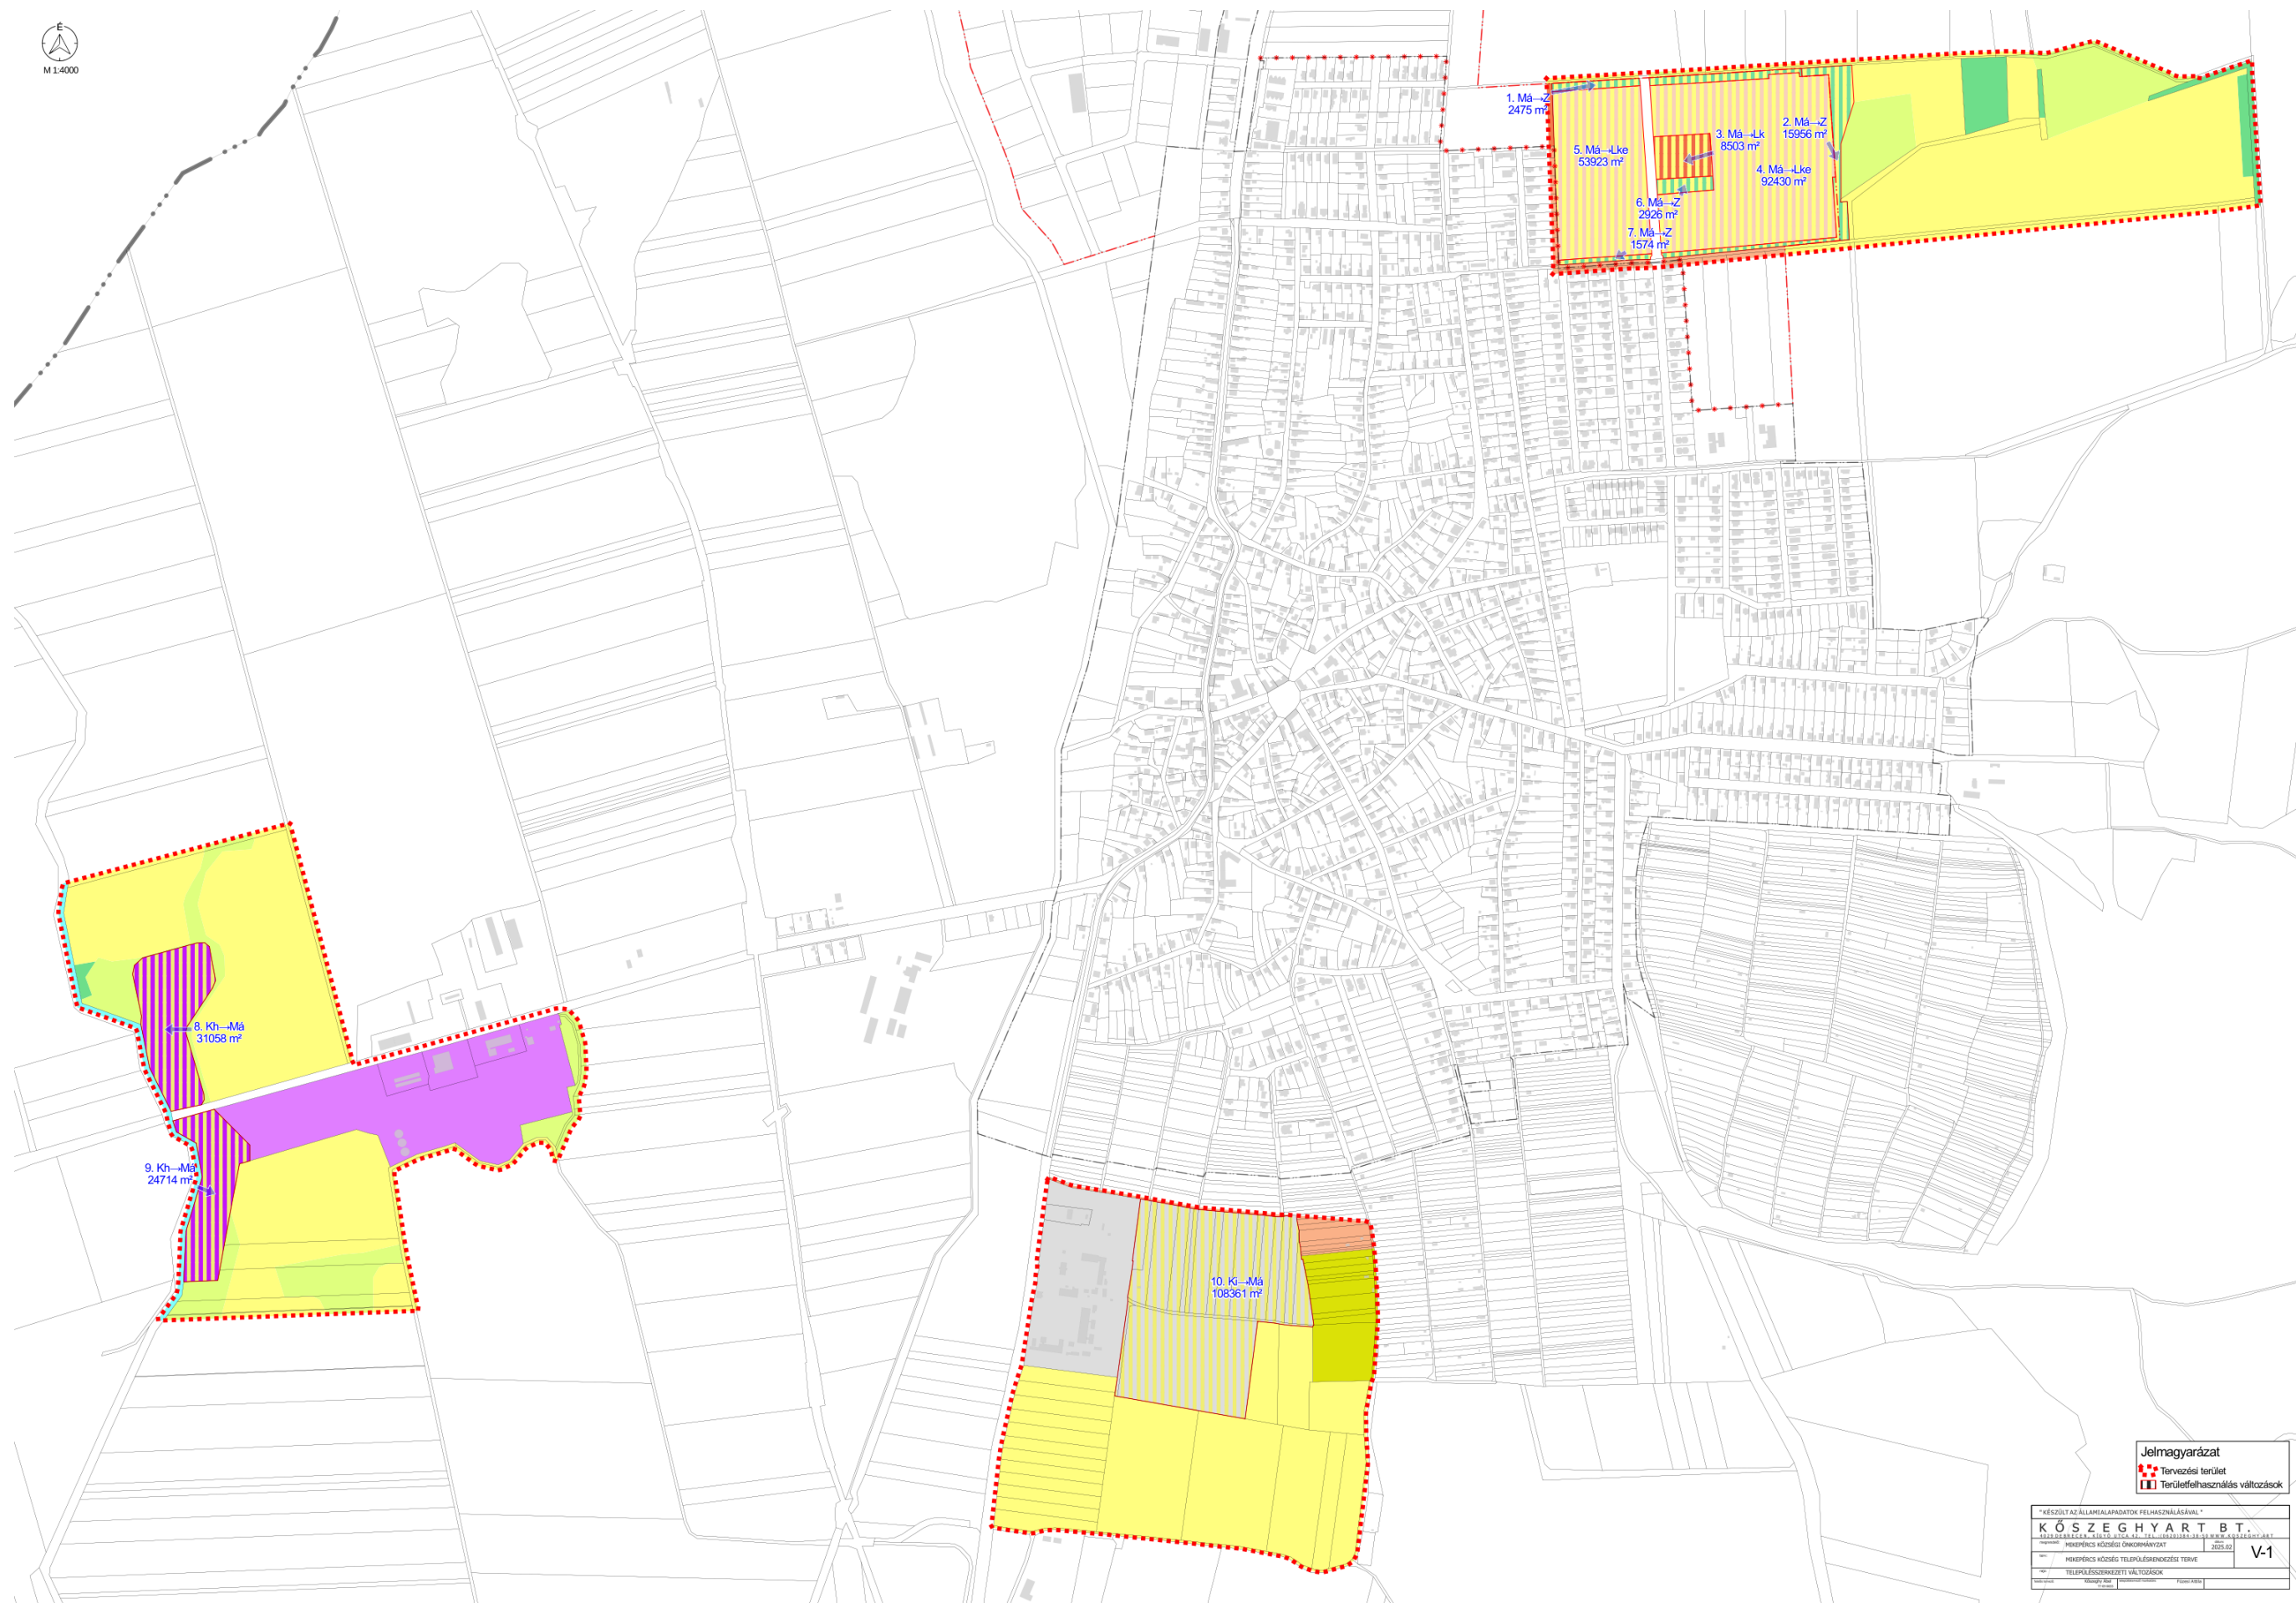 É
M 1:4000
1. Má→Z
2475 m²
2. Má→Z
15956 m²
3. Má→Lk
8503 m²
5. Má→Lke
53923 m²
4. Má→Lke
92430 m²
6. Má→Z
2926 m²
7. Má→Z
1574 m²
8. Kh→Má
31058 m²
9. Kh→Má
24714 m²
10. Ki→Má
108361 m²
Jelmagyarázat
Tervezési terület
Területfelhasználás változások
"KÉSZÜLT AZ ÁLLAMI ALAPADATOK FELHASZNÁLÁSÁVAL"
KŐSZEGHY ART BT.
MIKEPÉRCS KÖZSÉGI ÖNKORMÁNYZAT
2025.02
V-1
MIKEPÉRCS KÖZSÉG TELEPÜLÉSRENDEZÉSI TERVE
TELEPÜLÉSSZERKEZETI VÁLTOZÁSOK